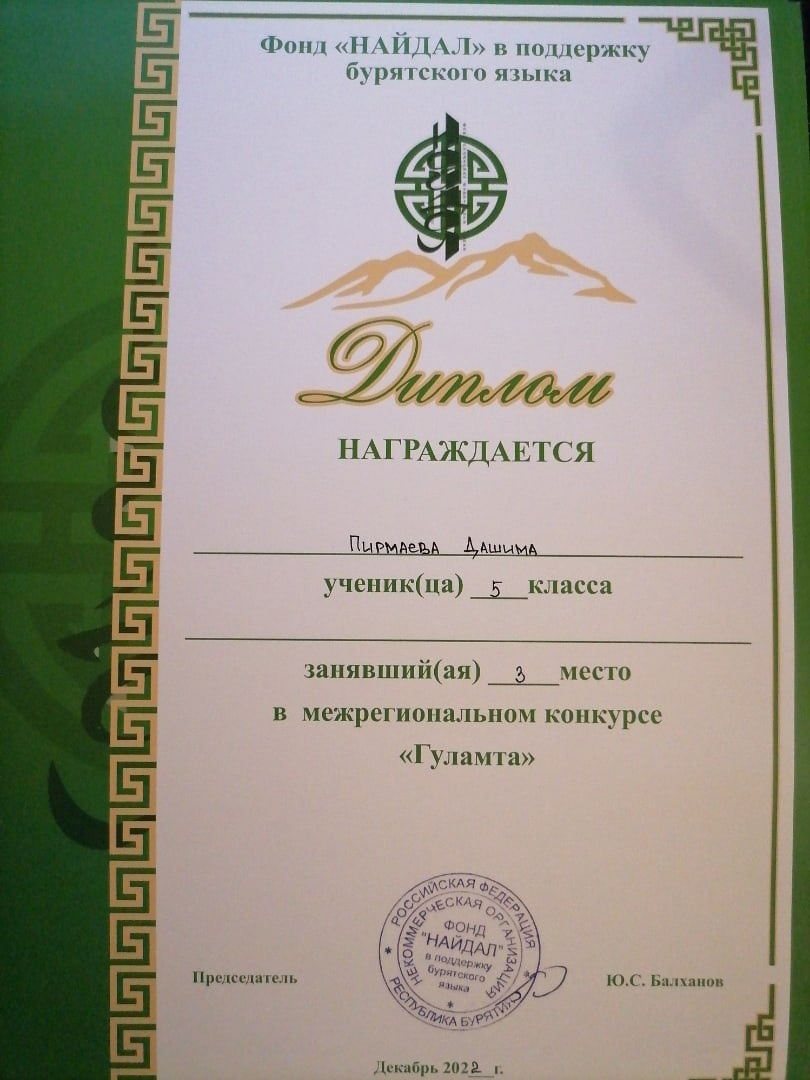 Фонд «НАЙДАЛ» в поддержку
бурятского языка
Диплом
НАГРАЖДАЕТСЯ
Пирмаева Дашима
ученик(ца) 5 класса
занявший(ая) 3 место
в межрегиональном конкурсе
«Гуламта»
РОССИЙСКАЯ ФЕДЕРАЦИЯ
РЕСПУБЛИКА БУРЯТИЯ
НЕКОММЕРЧЕСКАЯ ОРГАНИЗАЦИЯ
ФОНД
"НАЙДАЛ"
в поддержку
бурятского
языка
Председатель
Ю.С. Балханов
Декабрь 2022 г.